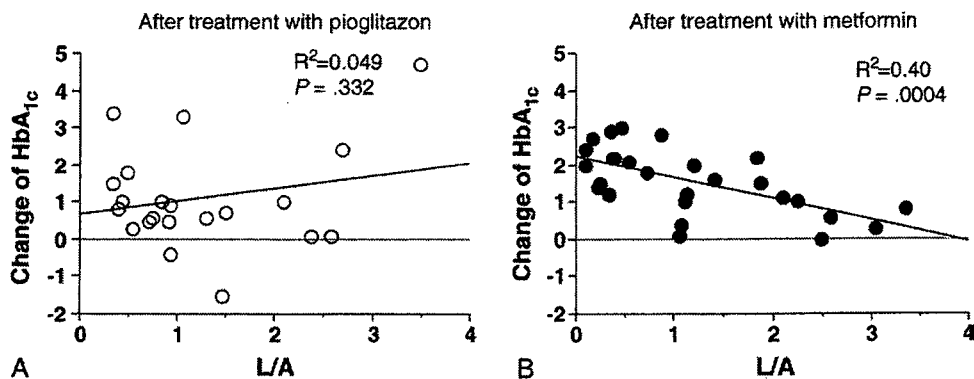 After treatment with pioglitazon
R²=0.049
P = .332
Change of HbA1c
5
4
3
2
1
0
-1
-2
0 1 2 3 4
L/A
A
After treatment with metformin
R²=0.40
P = .0004
Change of HbA1c
5
4
3
2
1
0
-1
-2
0 1 2 3 4
L/A
B